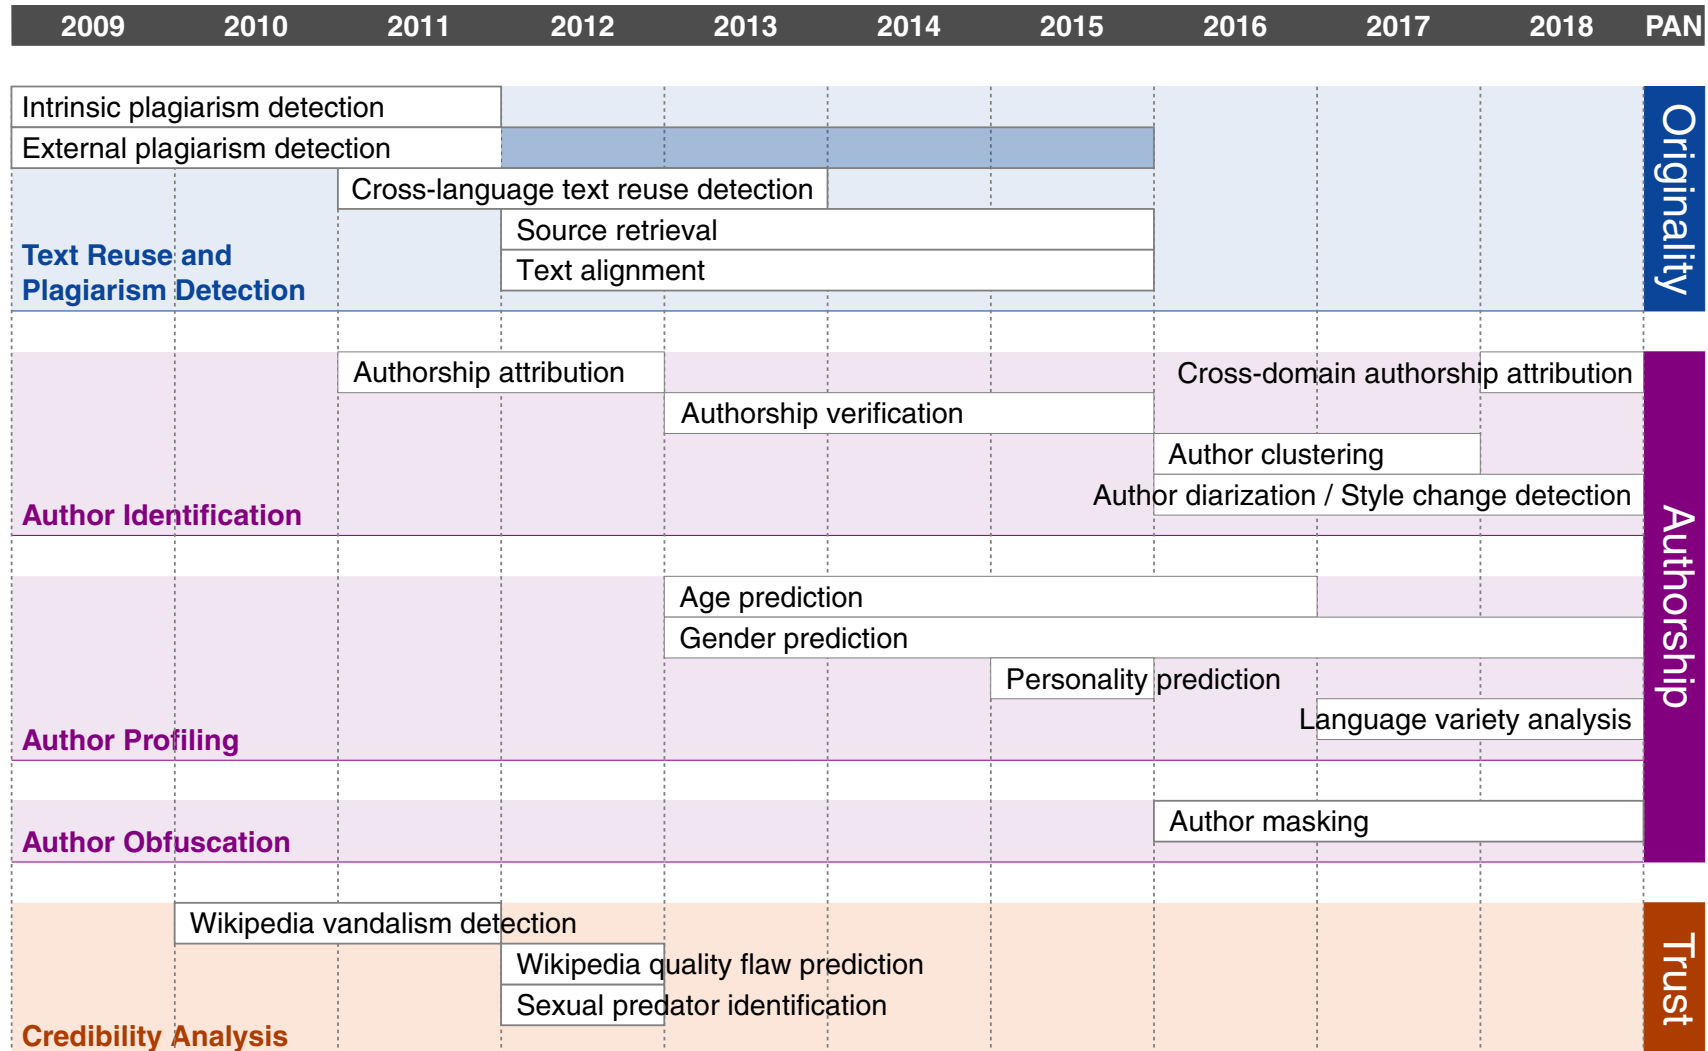 2009 2010 2011 2012 2013 2014 2015 2016 2017 2018 PAN
Intrinsic plagiarism detection
External plagiarism detection
Cross-language text reuse detection
Source retrieval
Text alignment
Text Reuse and
Plagiarism Detection
Originality
Authorship attribution
Cross-domain authorship attribution
Authorship verification
Author clustering
Author diarization / Style change detection
Author Identification
Age prediction
Gender prediction
Personality prediction
Language variety analysis
Author Profiling
Author masking
Author Obfuscation
Authorship
Wikipedia vandalism detection
Wikipedia quality flaw prediction
Sexual predator identification
Credibility Analysis
Trust